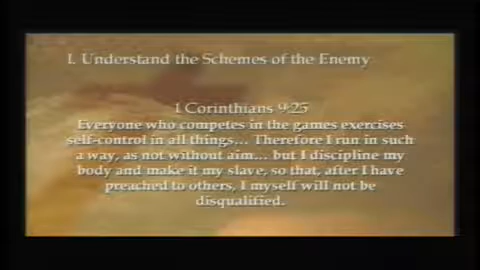 I. Understand the Schemes of the Enemy
1 Corinthians 9:25
Everyone who competes in the games exercises
self-control in all things... Therefore I run in such
a way, as not without aim... but I discipline my
body and make it my slave, so that, after I have
preached to others, I myself will not be
disqualified.